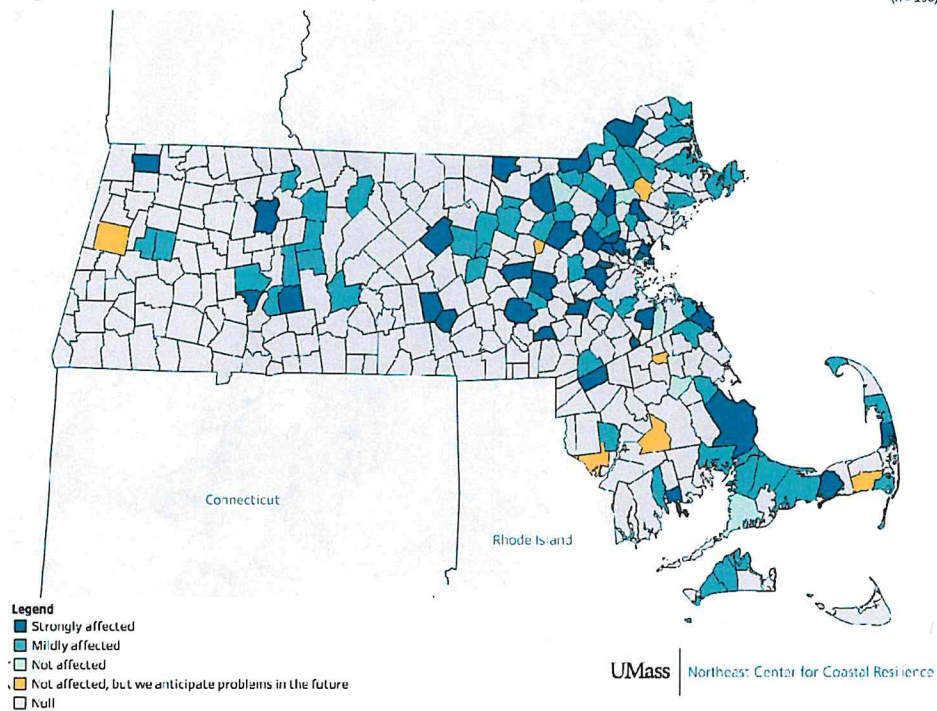 Connecticut
Rhode Island
Legend
Strongly affected
Mildly affected
Not affected
Not affected, but we anticipate problems in the future
Null
UMass | Northeast Center for Coastal Resilience